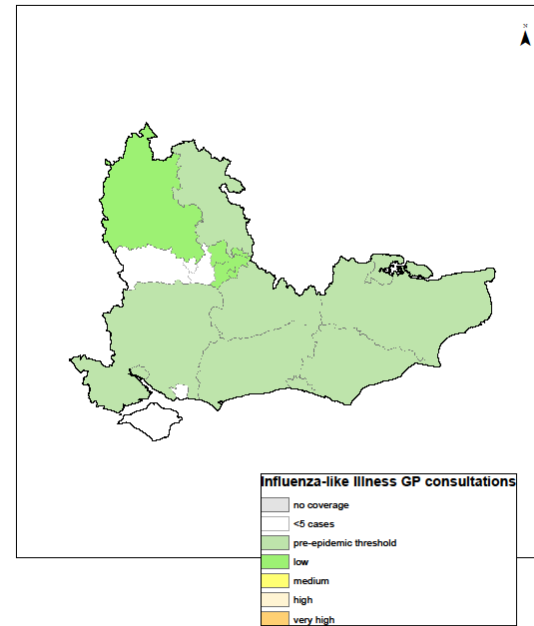 N
Influenza-like Illness GP consultations
no coverage
<5 cases
pre-epidemic threshold
low
medium
high
very high